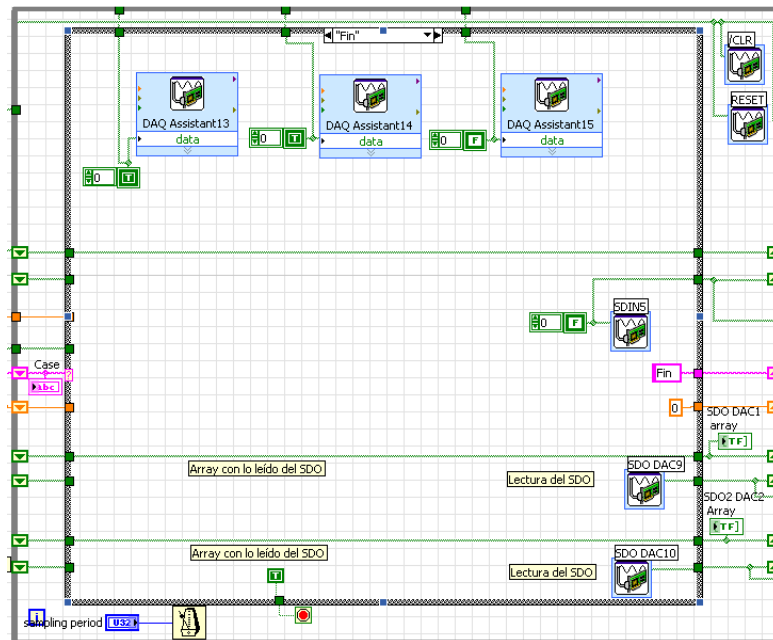 "Fin"
/CLR
DAQ Assistant13
data
0
T
DAQ Assistant14
data
0
T
DAQ Assistant15
data
0
F
RESET
SDIN5
0
F
Case
abc
?
Fin
0
SDO DAC1
array
TF
Array con lo leído del SDO
SDO DAC9
Lectura del SDO
SDO2 DAC2
Array
TF
Array con lo leído del SDO
SDO DAC10
Lectura del SDO
T
i
sampling period
U32